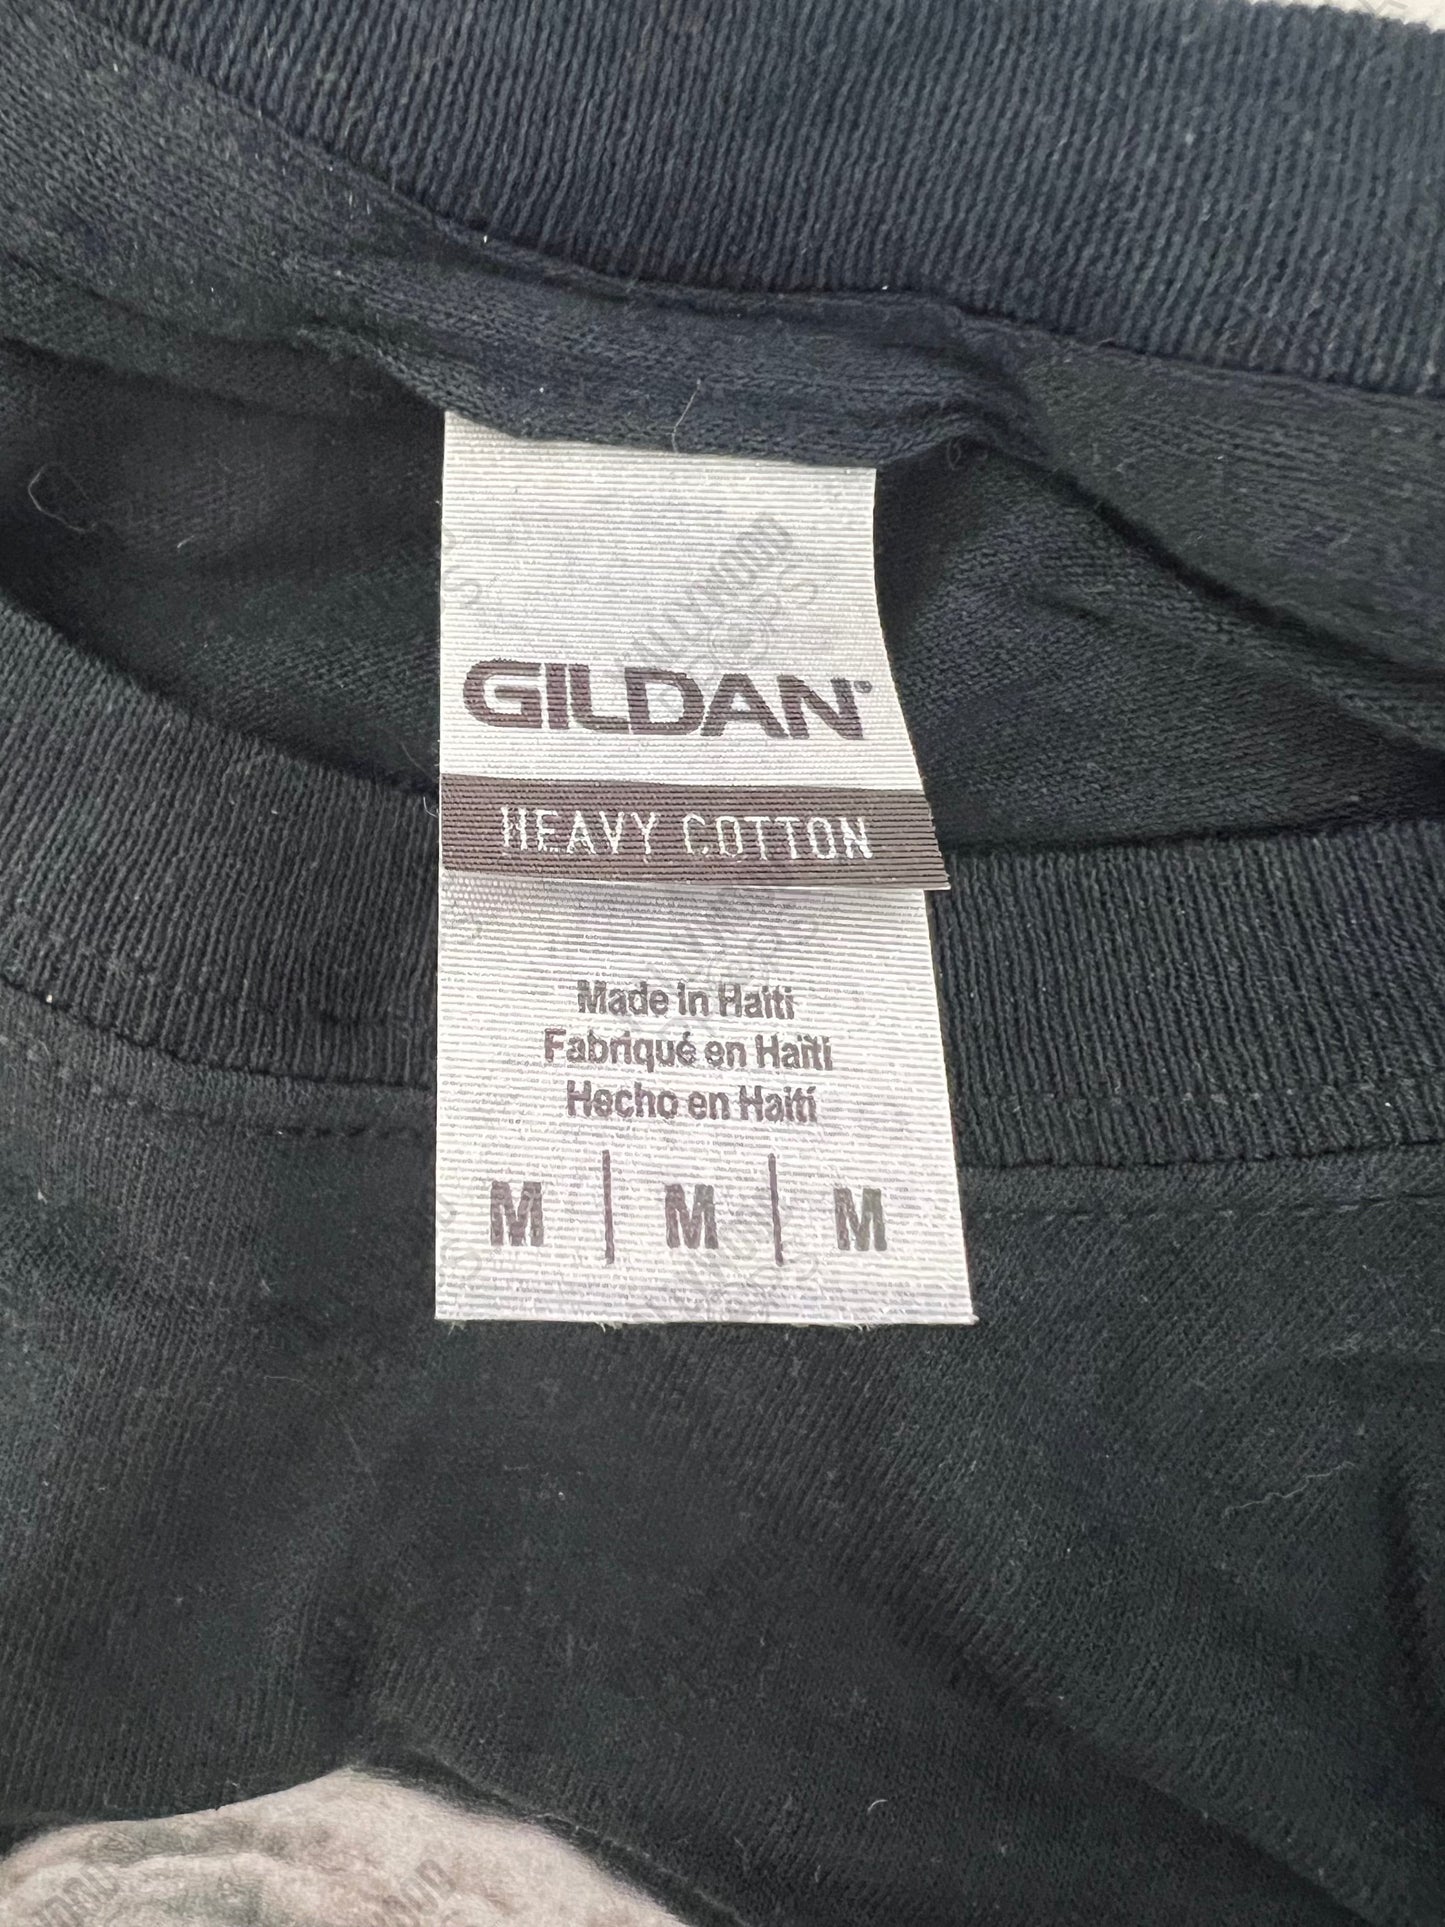 GILDAN
HEAVY COTTON
Made in Haiti
Fabriqué en Haïti
Hecho en Haití
M | M | M